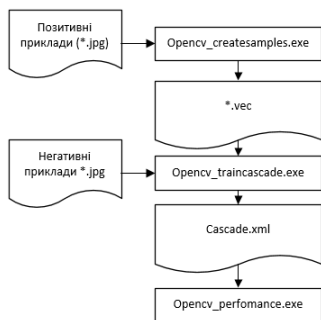 Позитивні
приклади (*.jpg)
Opencv_createsamples.exe
*.vec
Негативні
приклади *.jpg
Opencv_traincascade.exe
Cascade.xml
Opencv_perfomance.exe